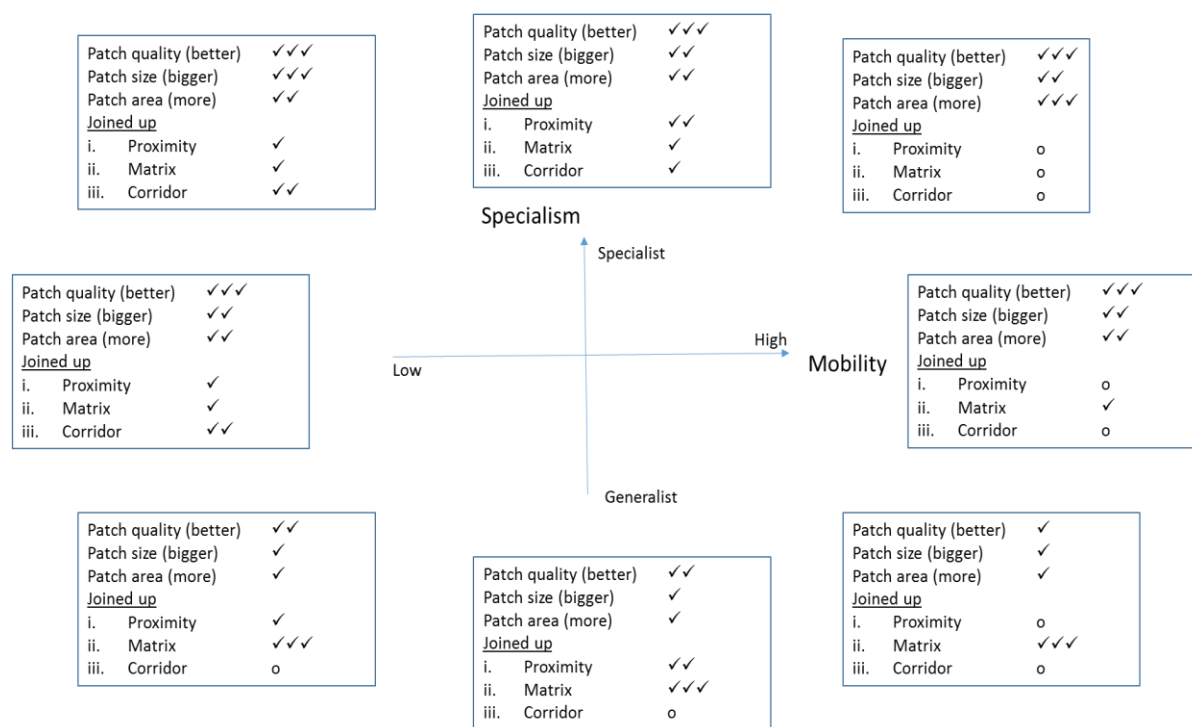 Patch quality (better) ✓✓✓
Patch size (bigger) ✓✓✓
Patch area (more) ✓✓
Joined up
i. Proximity ✓
ii. Matrix ✓
iii. Corridor ✓✓
Patch quality (better) ✓✓✓
Patch size (bigger) ✓✓
Patch area (more) ✓✓
Joined up
i. Proximity ✓✓
ii. Matrix ✓
iii. Corridor ✓
Patch quality (better) ✓✓✓
Patch size (bigger) ✓✓
Patch area (more) ✓✓✓
Joined up
i. Proximity o
ii. Matrix o
iii. Corridor o
Specialism
Specialist
Patch quality (better) ✓✓✓
Patch size (bigger) ✓✓
Patch area (more) ✓✓
Joined up
i. Proximity ✓
ii. Matrix ✓
iii. Corridor ✓✓
Low
High
Mobility
Patch quality (better) ✓✓✓
Patch size (bigger) ✓✓
Patch area (more) ✓✓
Joined up
i. Proximity o
ii. Matrix ✓
iii. Corridor o
Generalist
Patch quality (better) ✓✓
Patch size (bigger) ✓
Patch area (more) ✓
Joined up
i. Proximity ✓
ii. Matrix ✓✓✓
iii. Corridor o
Patch quality (better) ✓✓
Patch size (bigger) ✓
Patch area (more) ✓
Joined up
i. Proximity ✓✓
ii. Matrix ✓✓✓
iii. Corridor o
Patch quality (better) ✓
Patch size (bigger) ✓
Patch area (more) ✓
Joined up
i. Proximity o
ii. Matrix ✓✓✓
iii. Corridor o